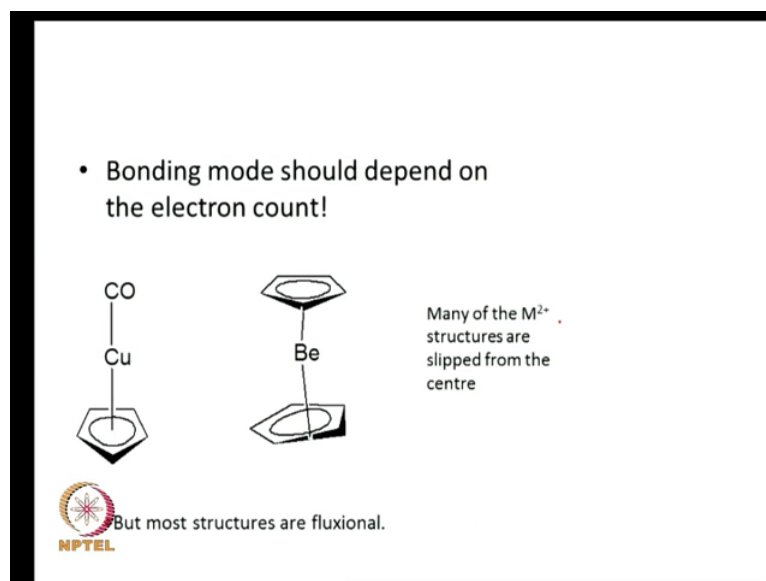 • Bonding mode should depend on
the electron count!
CO
Cu
Be
Many of the M²⁺
structures are
slipped from the
centre
But most structures are fluxional.
NPTEL